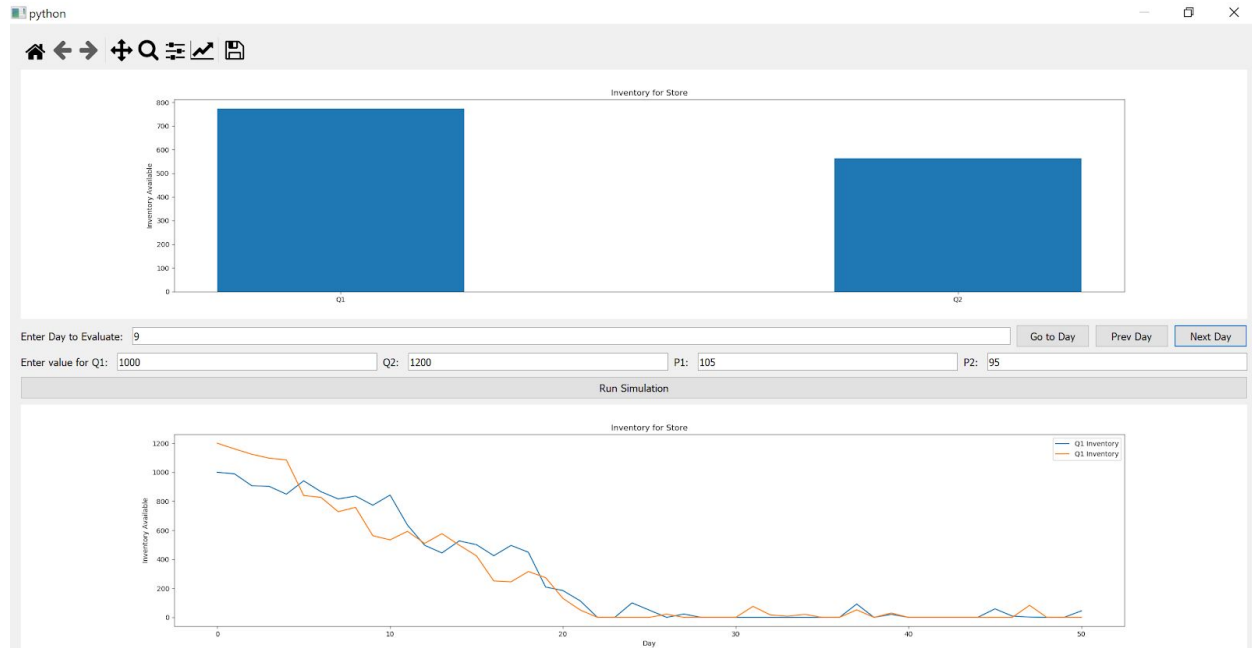 python
Inventory for Store
800
700
600
500
400
300
200
100
0
Inventory Available
Q1 Q2
Enter Day to Evaluate: 9 Go to Day Prev Day Next Day
Enter value for Q1: 1000 Q2: 1200 P1: 105 P2: 95
Run Simulation
Inventory for Store
1200
1000
800
600
400
200
0
Inventory Available
Q1 Inventory
Q1 Inventory
0 10 20 30 40 50
Day